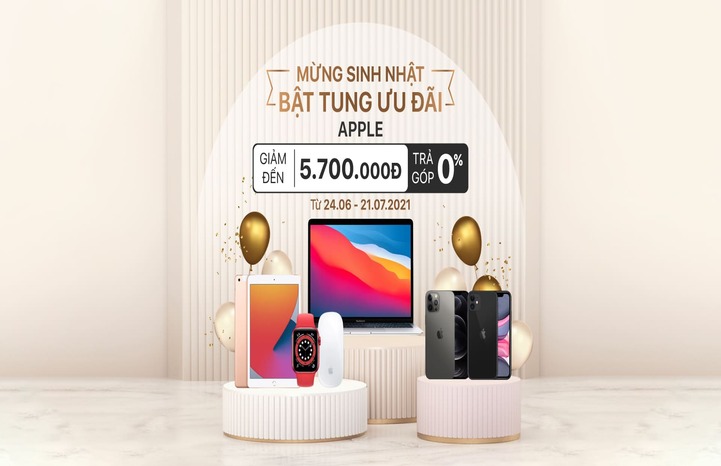 MỪNG SINH NHẬT
BẬT TUNG ƯU ĐÃI
APPLE
GIẢM ĐẾN 5.700.000Đ TRẢ GÓP 0%
Từ 24.06 - 21.07.2021